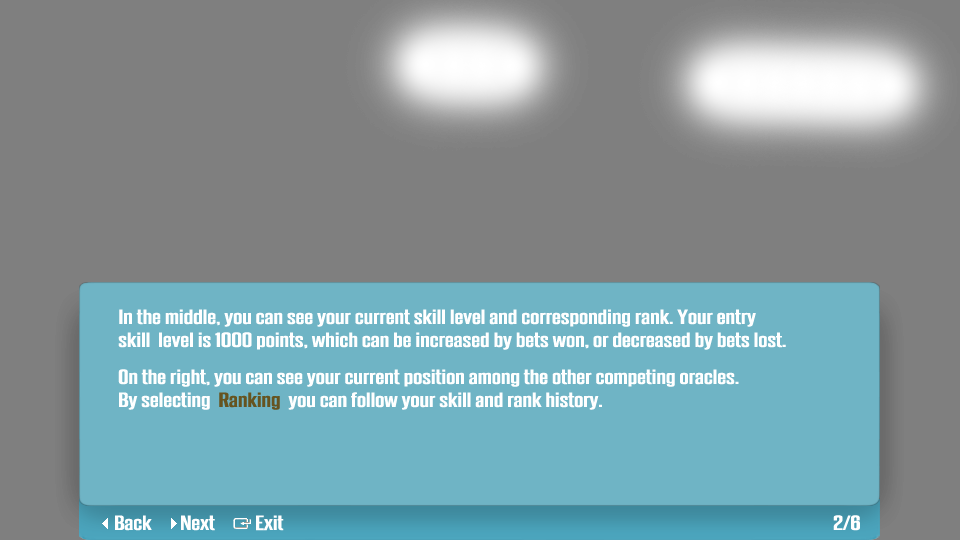 In the middle, you can see your current skill level and corresponding rank. Your entry
skill level is 1000 points, which can be increased by bets won, or decreased by bets lost.
On the right, you can see your current position among the other competing oracles.
By selecting Ranking you can follow your skill and rank history.
Back Next Exit 2/6